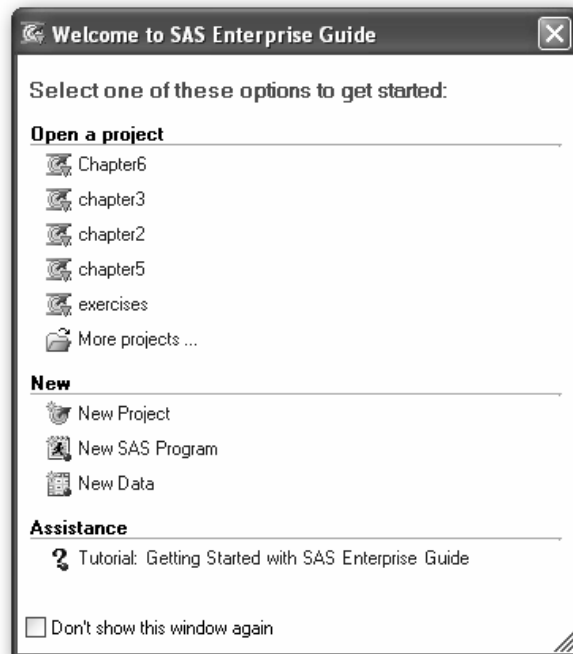 Welcome to SAS Enterprise Guide
Select one of these options to get started:
Open a project
Chapter6
chapter3
chapter2
chapter5
exercises
More projects ...
New
New Project
New SAS Program
New Data
Assistance
Tutorial: Getting Started with SAS Enterprise Guide
Don't show this window again